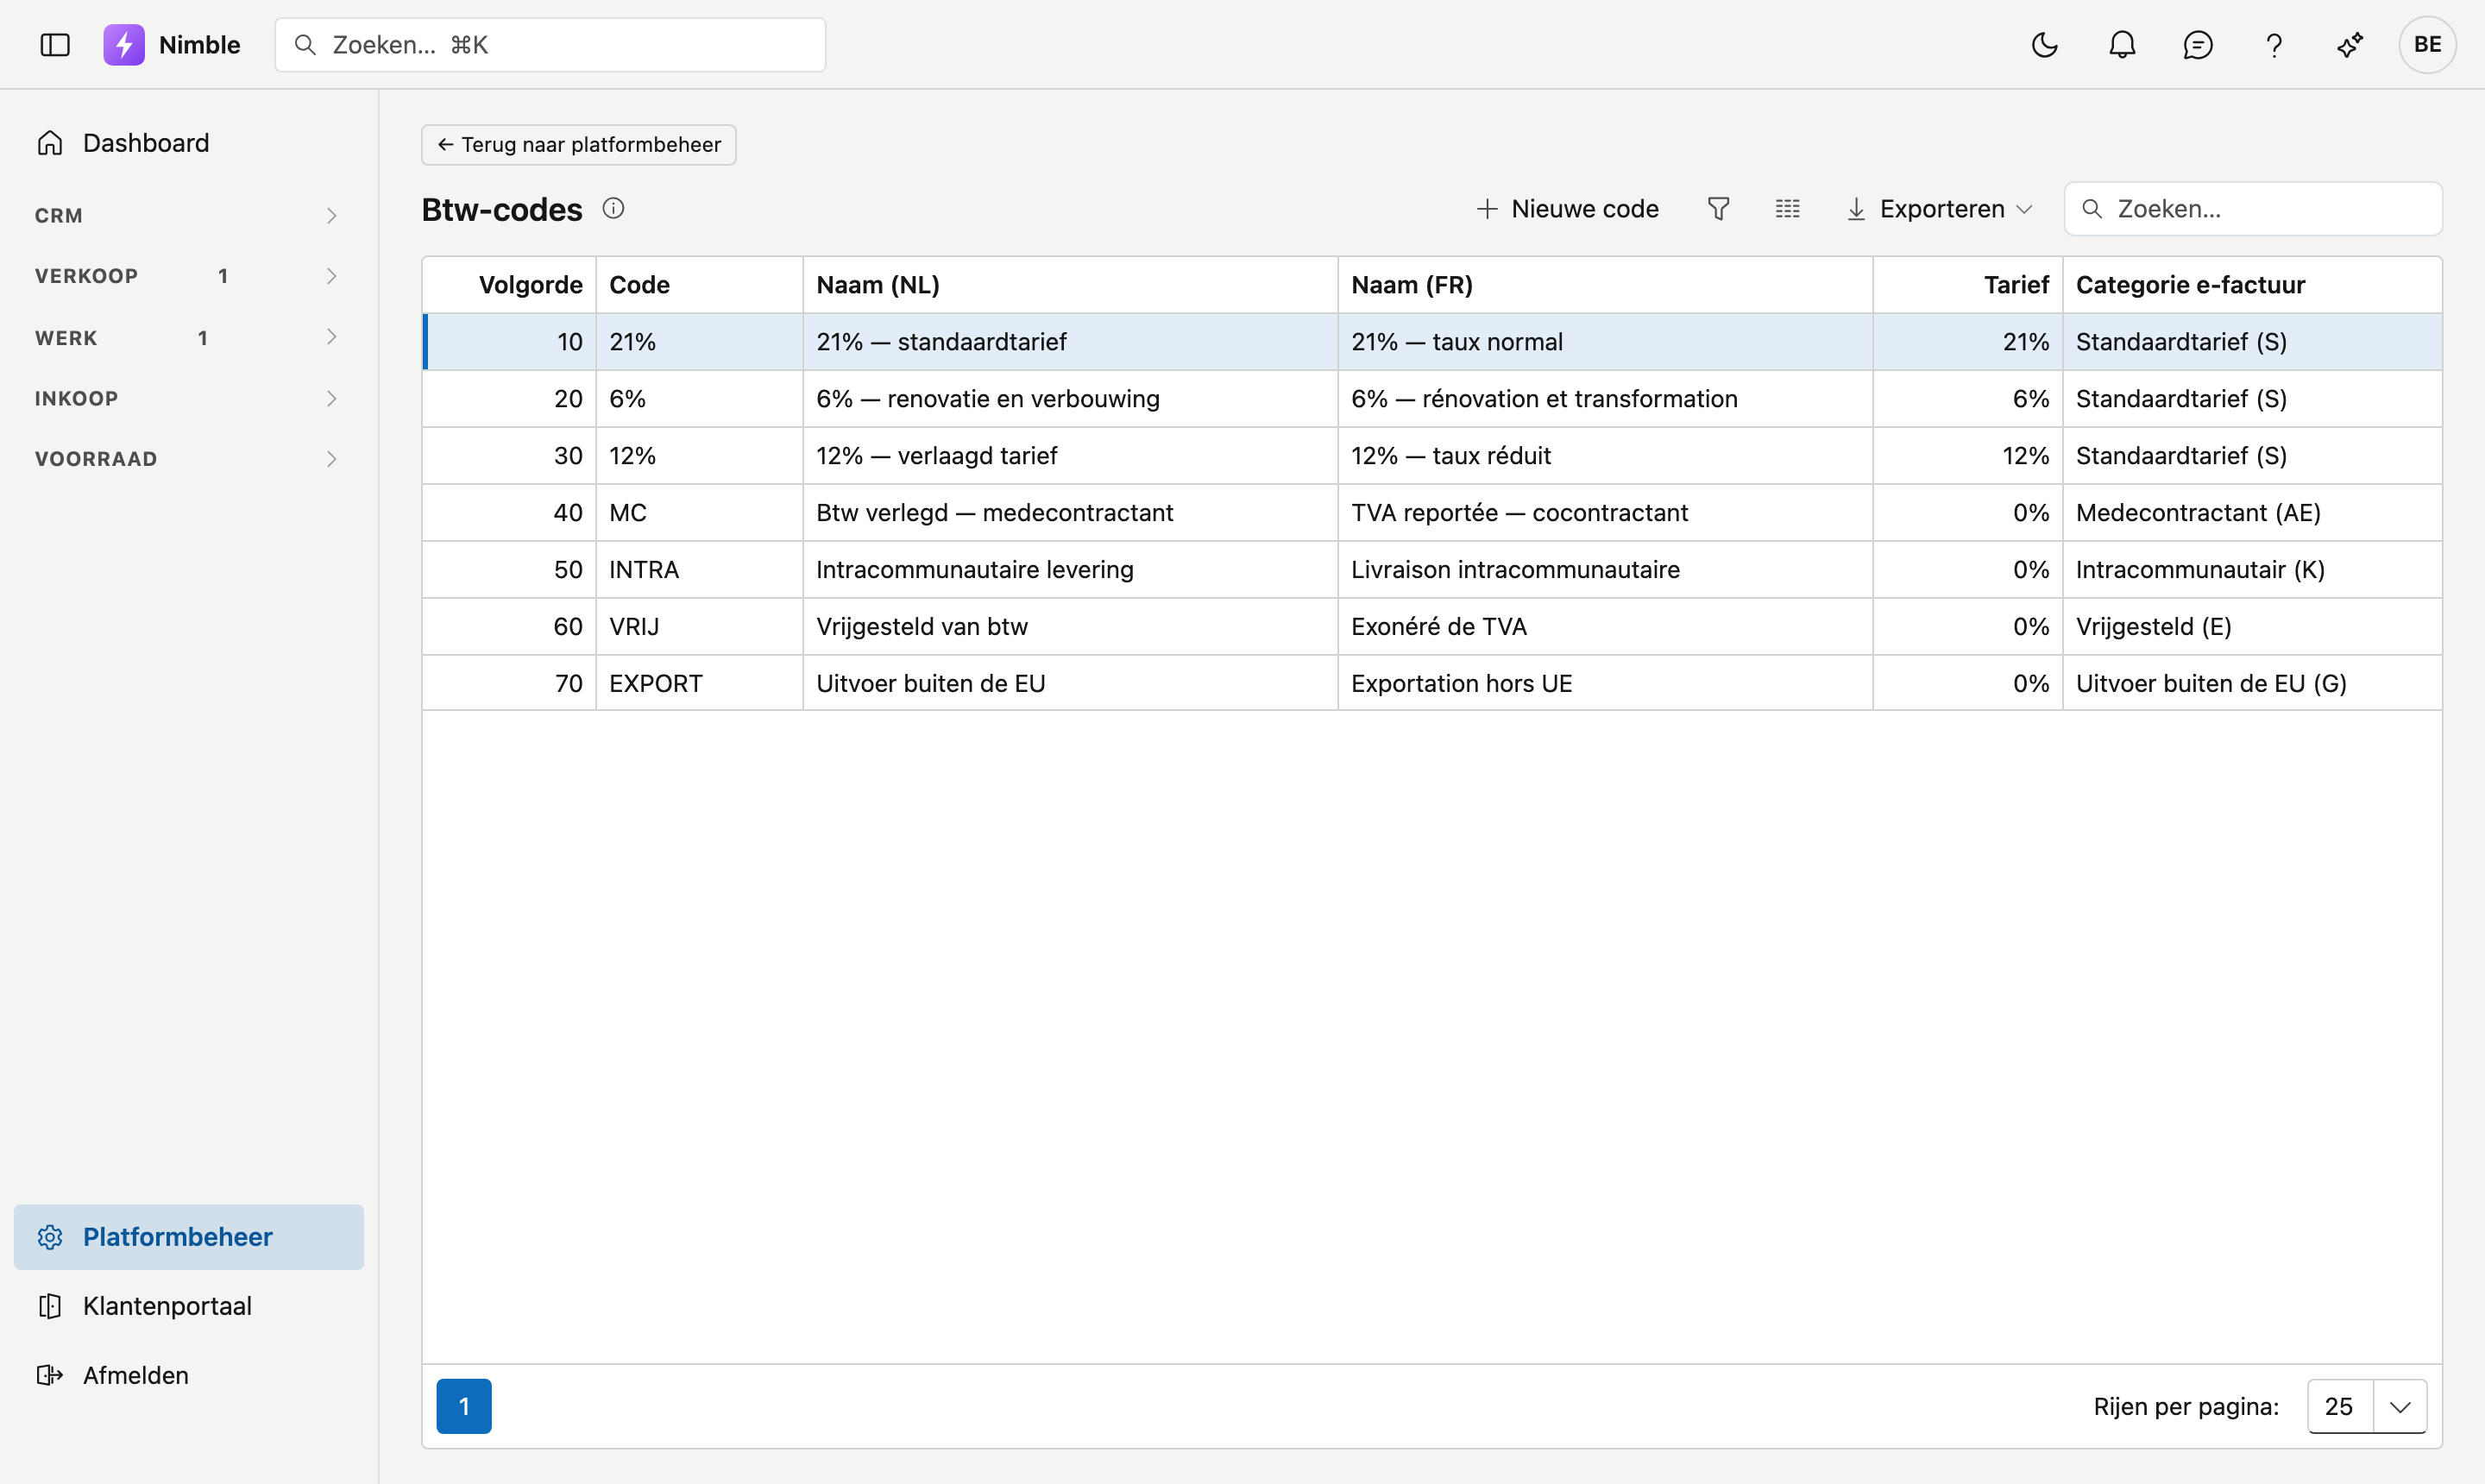 Nimble
Zoeken... ⌘K
BE
Dashboard
CRM
VERKOOP 1
WERK 1
INKOOP
VOORRAAD
Platformbeheer
Klantenportaal
Afmelden
← Terug naar platformbeheer
Btw-codes
Nieuwe code
Exporteren
Zoeken...
Volgorde Code Naam (NL) Naam (FR) Tarief Categorie e-factuur
10 21% 21% — standaardtarief 21% — taux normal 21% Standaardtarief (S)
20 6% 6% — renovatie en verbouwing 6% — rénovation et transformation 6% Standaardtarief (S)
30 12% 12% — verlaagd tarief 12% — taux réduit 12% Standaardtarief (S)
40 MC Btw verlegd — medecontractant TVA reportée — cocontractant 0% Medecontractant (AE)
50 INTRA Intracommunautaire levering Livraison intracommunautaire 0% Intracommunautair (K)
60 VRIJ Vrijgesteld van btw Exonéré de TVA 0% Vrijgesteld (E)
70 EXPORT Uitvoer buiten de EU Exportation hors UE 0% Uitvoer buiten de EU (G)
1
Rijen per pagina: 25